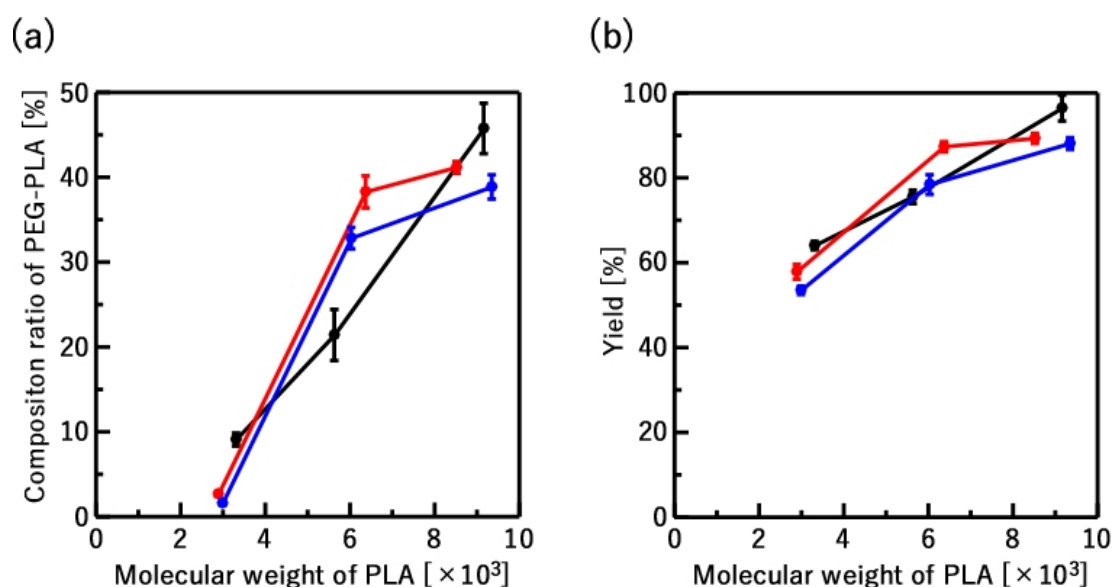 (a)
(b)
Compositon ratio of PEG-PLA [%]
50
40
30
20
10
0
0 2 4 6 8 10
Molecular weight of PLA [×10³]
Yield [%]
100
80
60
40
20
0
0 2 4 6 8 10
Molecular weight of PLA [×10³]